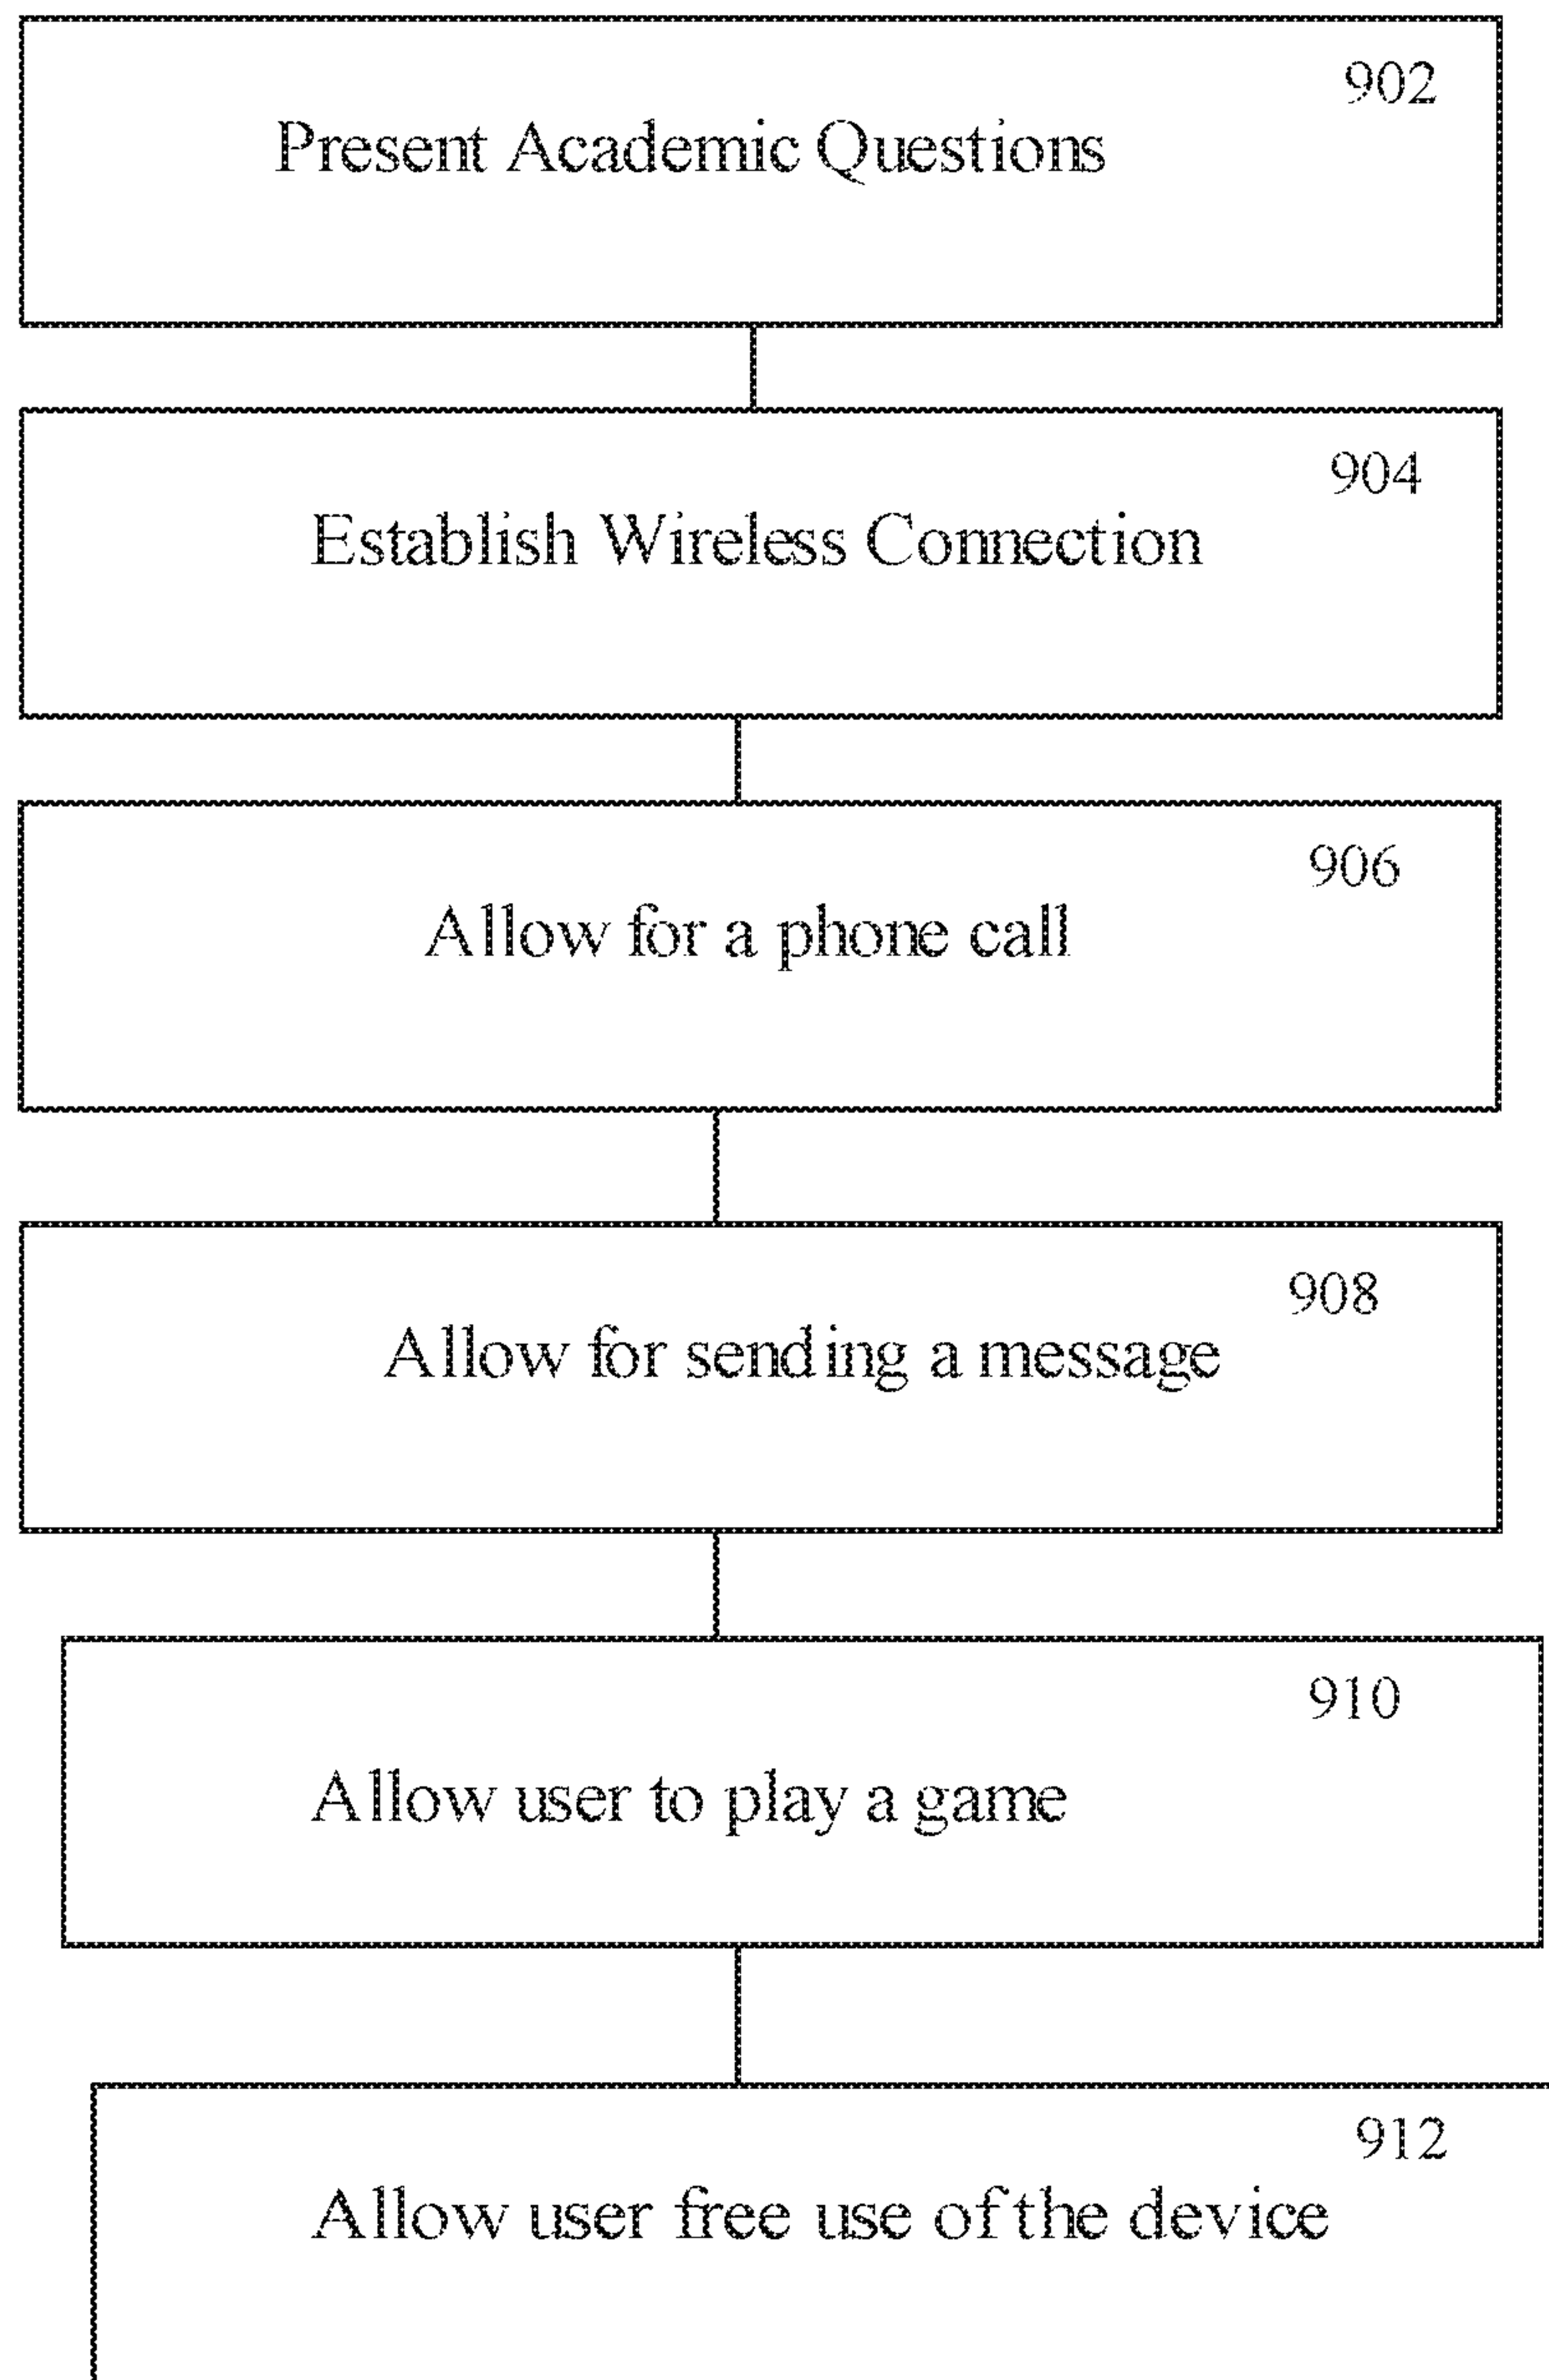 902
Present Academic Questions
904
Establish Wireless Connection
906
Allow for a phone call
908
Allow for sending a message
910
Allow user to play a game
912
Allow user free use of the device